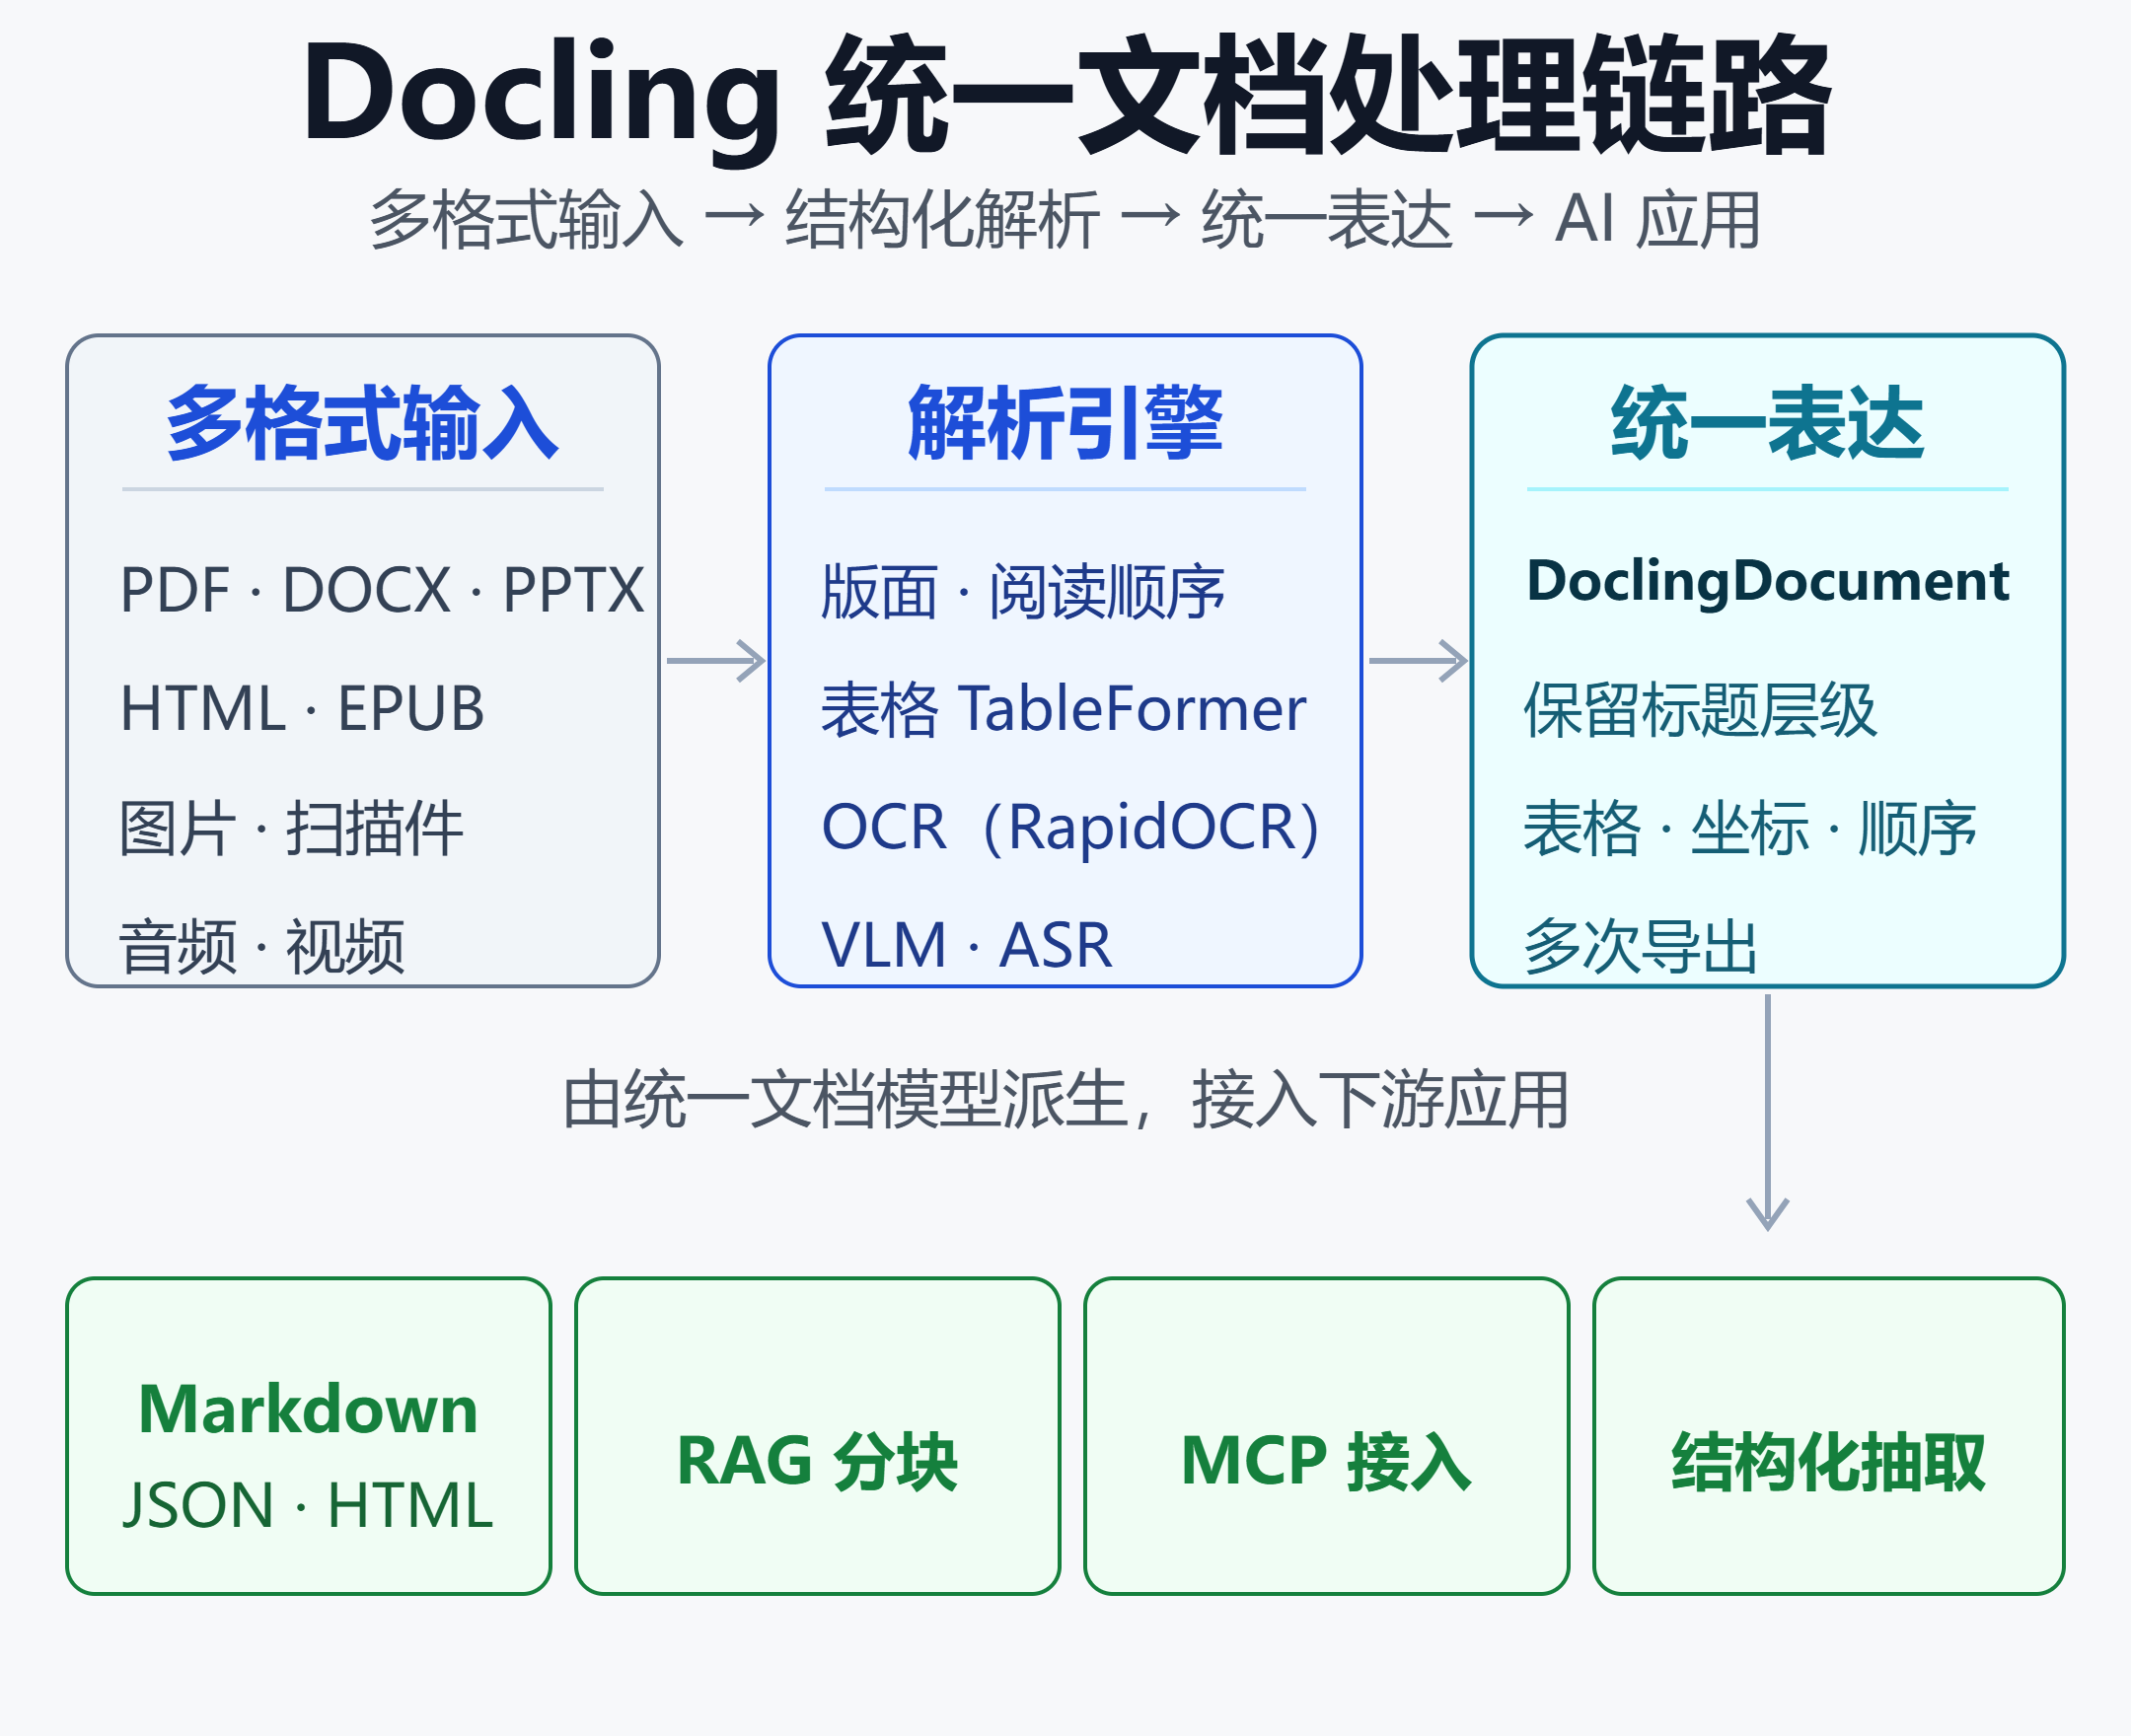 Docling 统一文档处理链路
多格式输入 → 结构化解析 → 统一表达 → AI 应用
多格式输入
PDF · DOCX · PPTX
HTML · EPUB
图片 · 扫描件
音频 · 视频
解析引擎
版面 · 阅读顺序
表格 TableFormer
OCR（RapidOCR）
VLM · ASR
统一表达
DoclingDocument
保留标题层级
表格 · 坐标 · 顺序
多次导出
由统一文档模型派生，接入下游应用
Markdown
JSON · HTML
RAG 分块
MCP 接入
结构化抽取